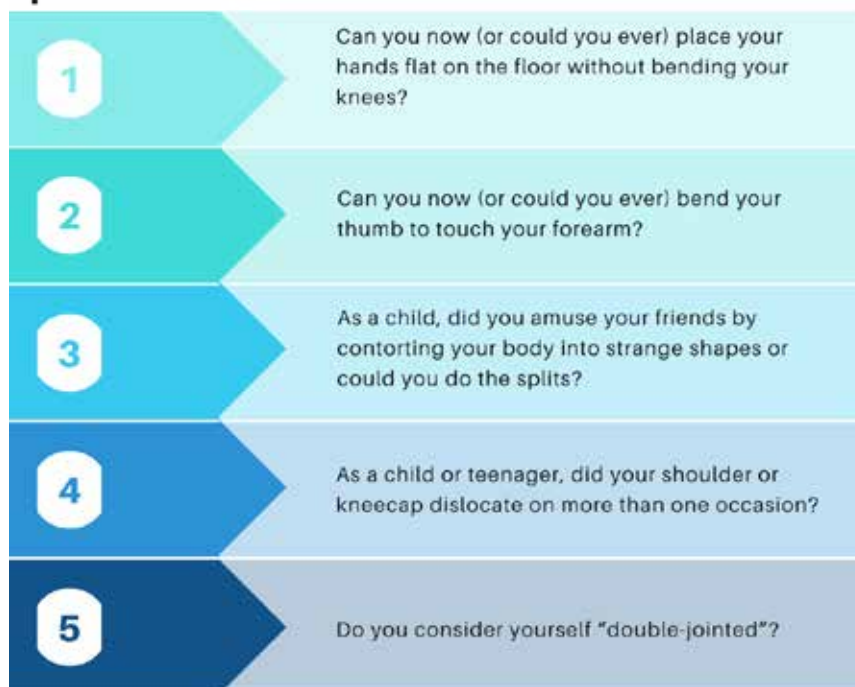 1
Can you now (or could you ever) place your
hands flat on the floor without bending your
knees?
2
Can you now (or could you ever) bend your
thumb to touch your forearm?
3
As a child, did you amuse your friends by
contorting your body into strange shapes or
could you do the splits?
4
As a child or teenager, did your shoulder or
kneecap dislocate on more than one occasion?
5
Do you consider yourself “double-jointed”?